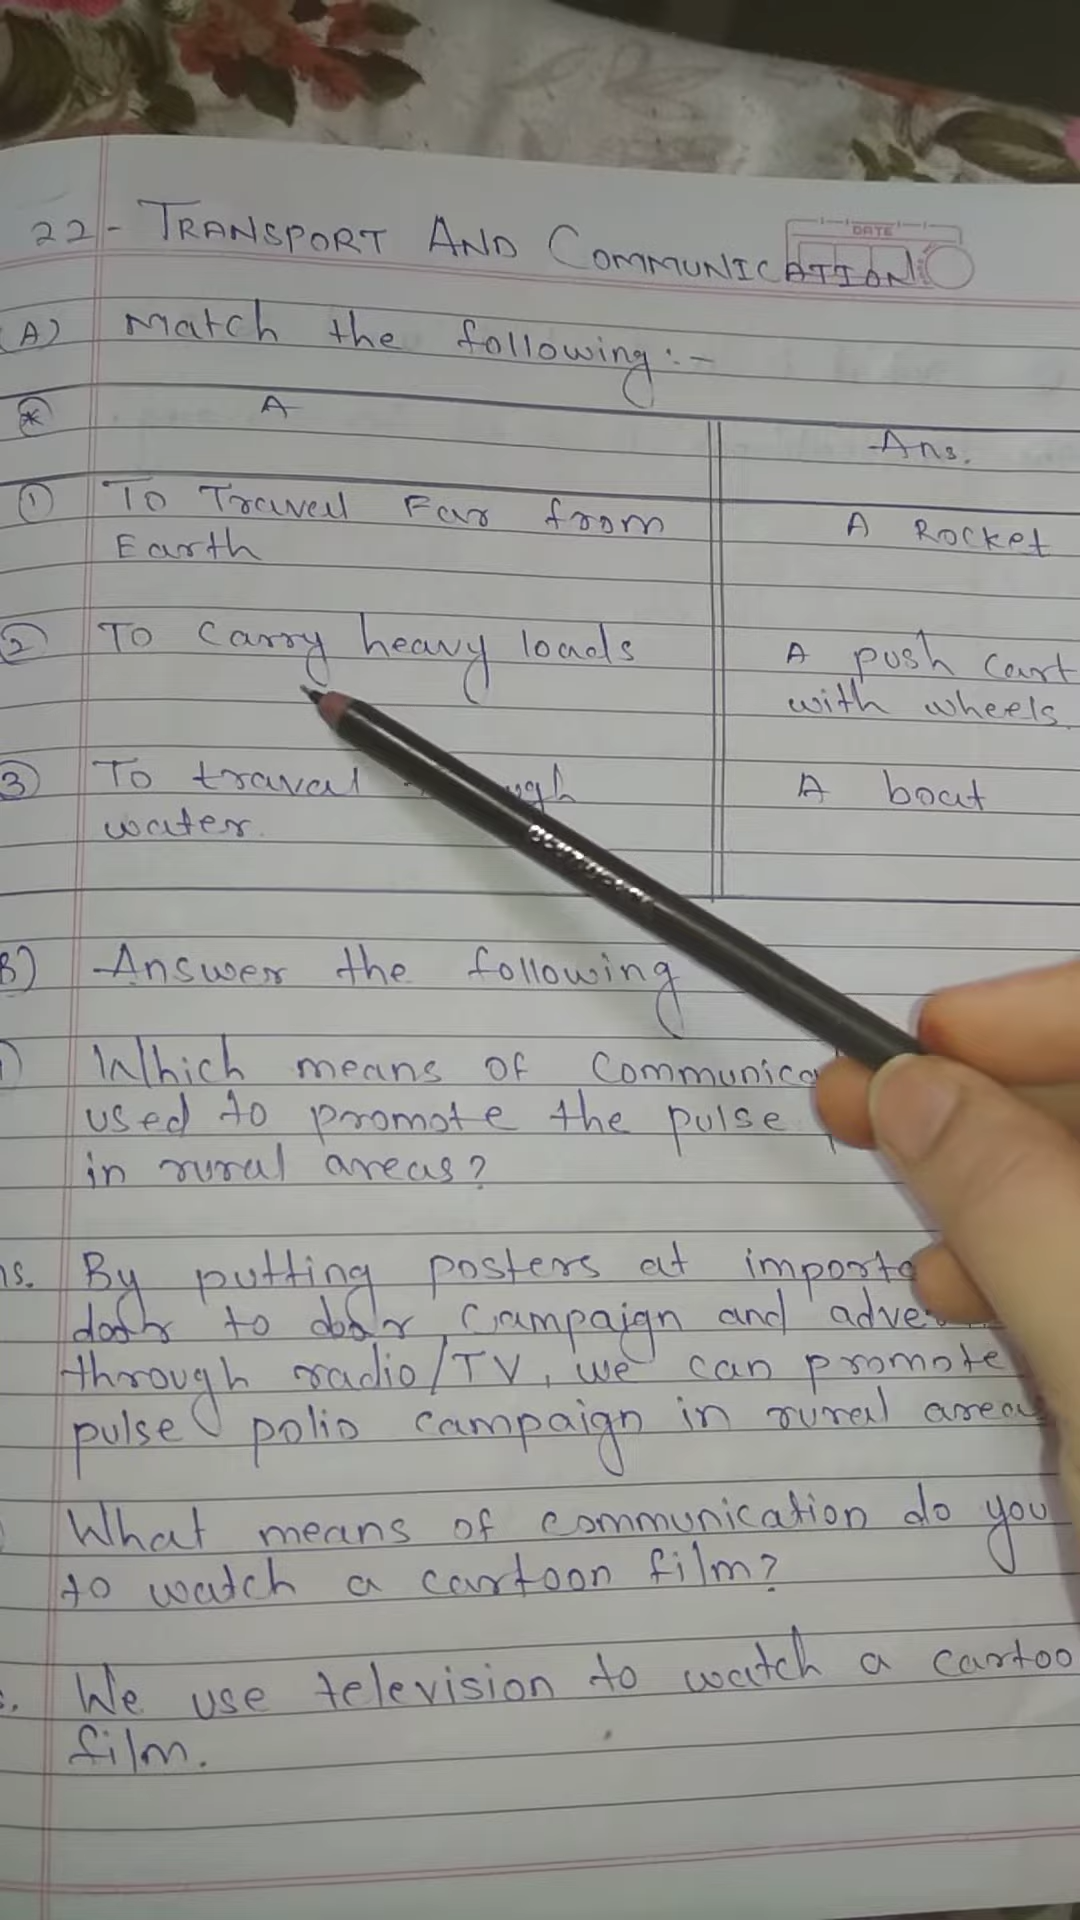 22- TRANSPORT AND COMMUNICATION
DATE
A) Match the following :-
* A Ans.
1 To Travel Far from A Rocket
Earth
2 To carry heavy loads A push cart
with wheels.
3 To traval ugh A boat
water.
B) Answer the following
Which means of communica
used to promote the pulse
in rural areas?
ns. By putting posters at importa
door to door campaign and adve
through radio/TV, we can promote
pulse polio campaign in rural areas
What means of communication do you
to watch a cartoon film?
s. We use television to watch a cartoo
film.